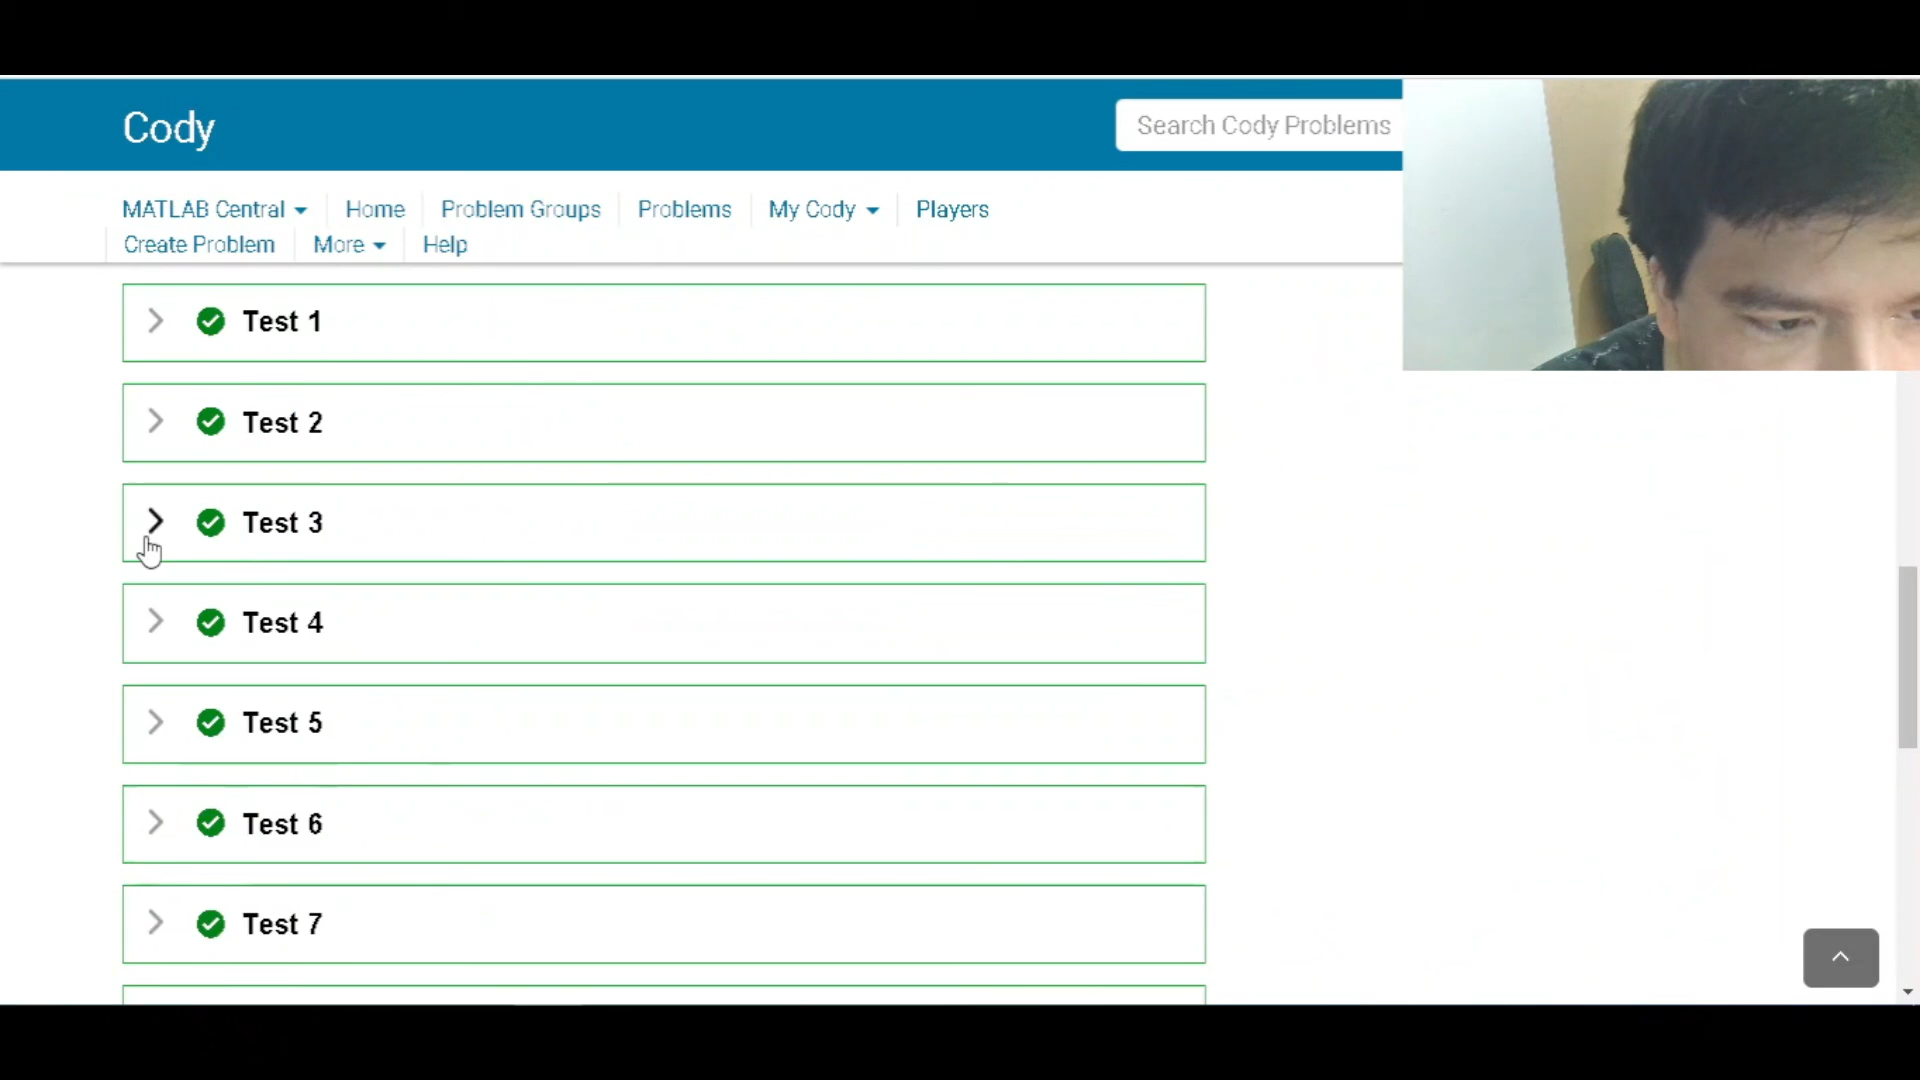 Cody
Search Cody Problems
MATLAB Central
Home
Problem Groups
Problems
My Cody
Players
Create Problem
More
Help
Test 1
Test 2
Test 3
Test 4
Test 5
Test 6
Test 7